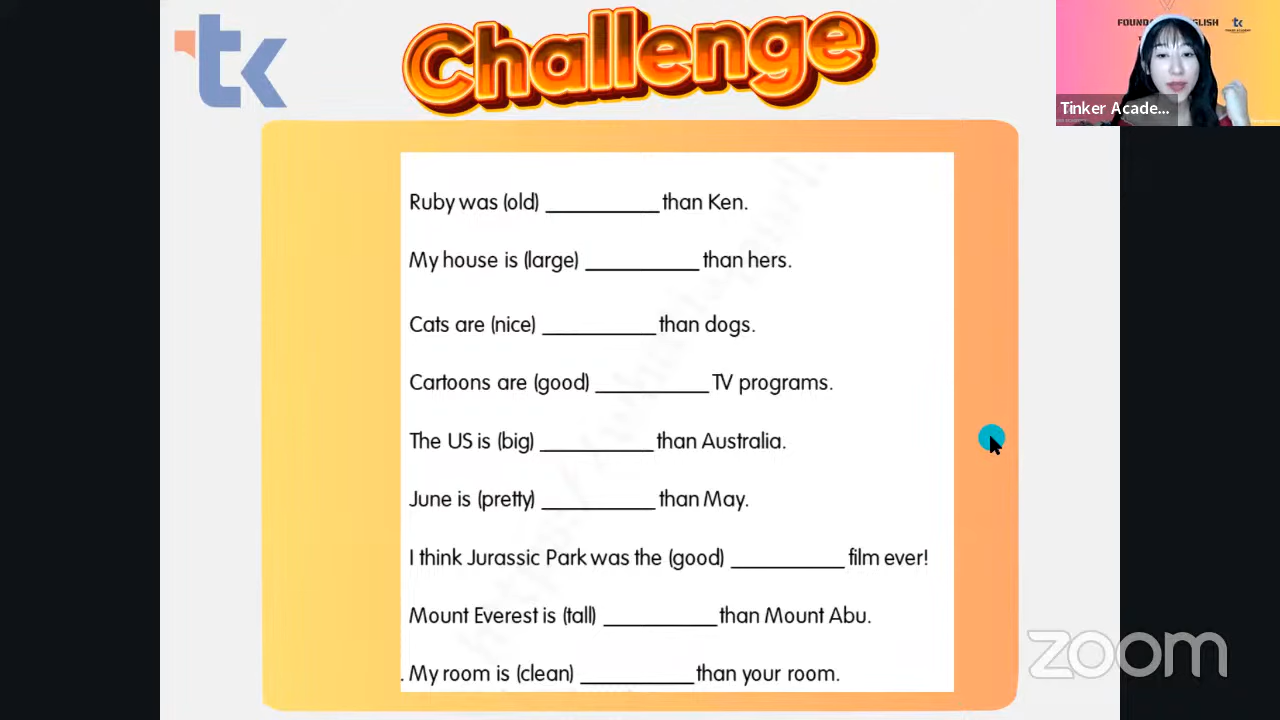 tk
Challenge
Ruby was (old) __________ than Ken.
My house is (large) __________ than hers.
Cats are (nice) __________ than dogs.
Cartoons are (good) __________ TV programs.
The US is (big) __________ than Australia.
June is (pretty) __________ than May.
I think Jurassic Park was the (good) __________ film ever!
Mount Everest is (tall) __________ than Mount Abu.
. My room is (clean) __________ than your room.
Tinker Acade...
zoom